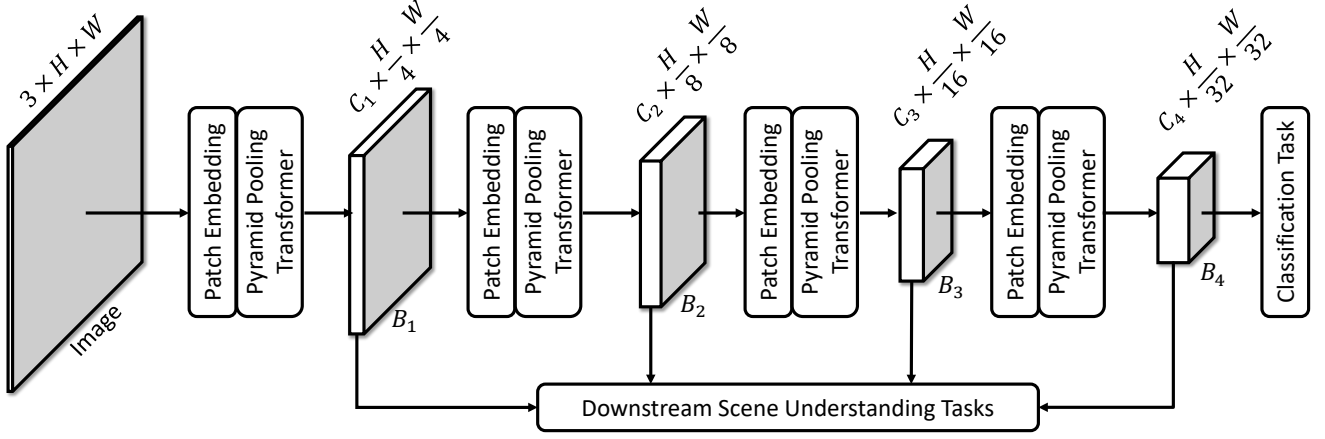 3 × H × W
Image
Patch Embedding
Pyramid Pooling
Transformer
C₁ × H/4 × W/4
B₁
Patch Embedding
Pyramid Pooling
Transformer
C₂ × H/8 × W/8
B₂
Patch Embedding
Pyramid Pooling
Transformer
C₃ × H/16 × W/16
B₃
Patch Embedding
Pyramid Pooling
Transformer
C₄ × H/32 × W/32
B₄
Classification Task
Downstream Scene Understanding Tasks